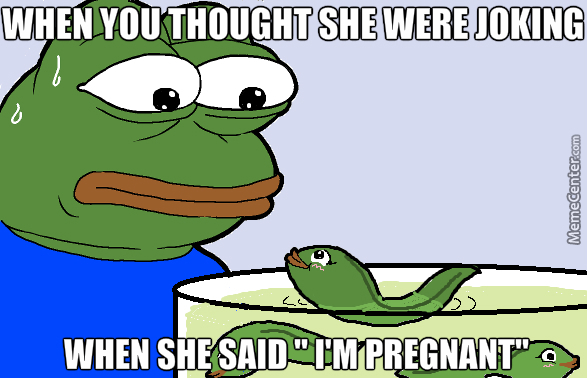 WHEN YOU THOUGHT SHE WERE JOKING
MemeCenter.com
WHEN SHE SAID " I'M PREGNANT"